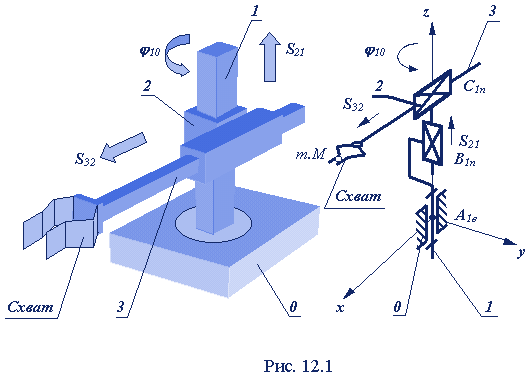 1
z
3
φ10
S21
φ10
2
2
C1п
S32
S21
S32
m.M
B1п
Схват
A1в
y
Схват
3
0
x
0
1
Рис. 12.1